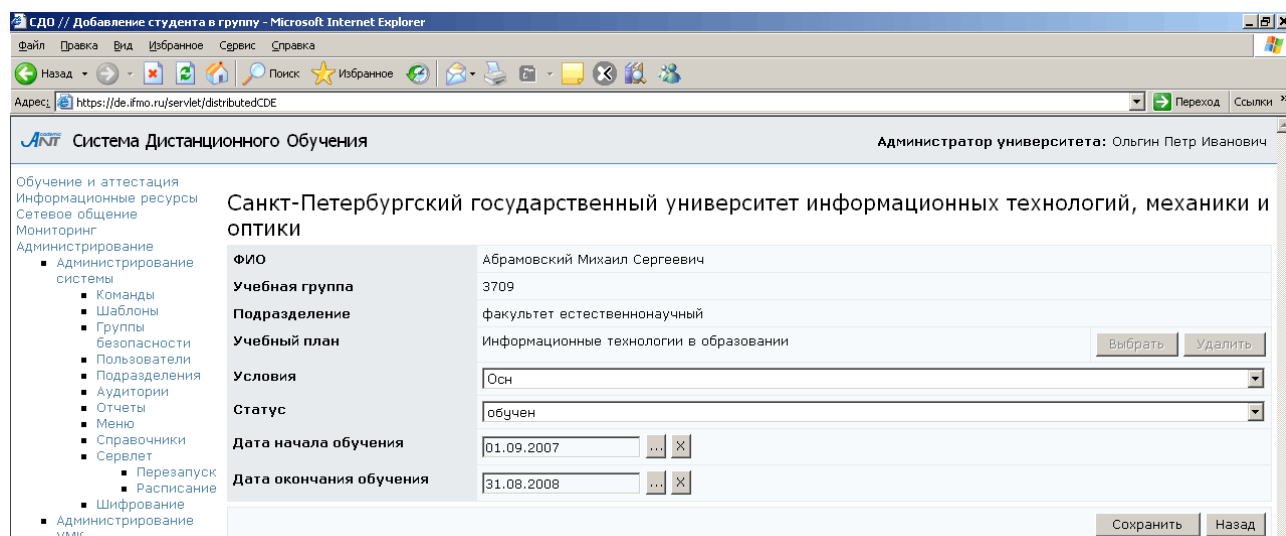 СДО // Добавление студента в группу - Microsoft Internet Explorer
Файл Правка Вид Избранное Сервис Справка
Назад Поиск Избранное
Адрес: https://de.ifmo.ru/servlet/distributedCDE Переход Ссылки »
Academic ANT Система Дистанционного Обучения Администратор университета: Ольгин Петр Иванович
Обучение и аттестация
Информационные ресурсы
Сетевое общение
Мониторинг
Администрирование
Администрирование
системы
Команды
Шаблоны
Группы
безопасности
Пользователи
Подразделения
Аудитории
Отчеты
Меню
Справочники
Сервлет
Перезапуск
Расписание
Шифрование
Администрирование
УМК
Санкт-Петербургский государственный университет информационных технологий, механики и
оптики
ФИО Абрамовский Михаил Сергеевич
Учебная группа 3709
Подразделение факультет естественнонаучный
Учебный план Информационные технологии в образовании Выбрать Удалить
Условия Осн
Статус обучен
Дата начала обучения 01.09.2007 ... X
Дата окончания обучения 31.08.2008 ... X
Сохранить Назад